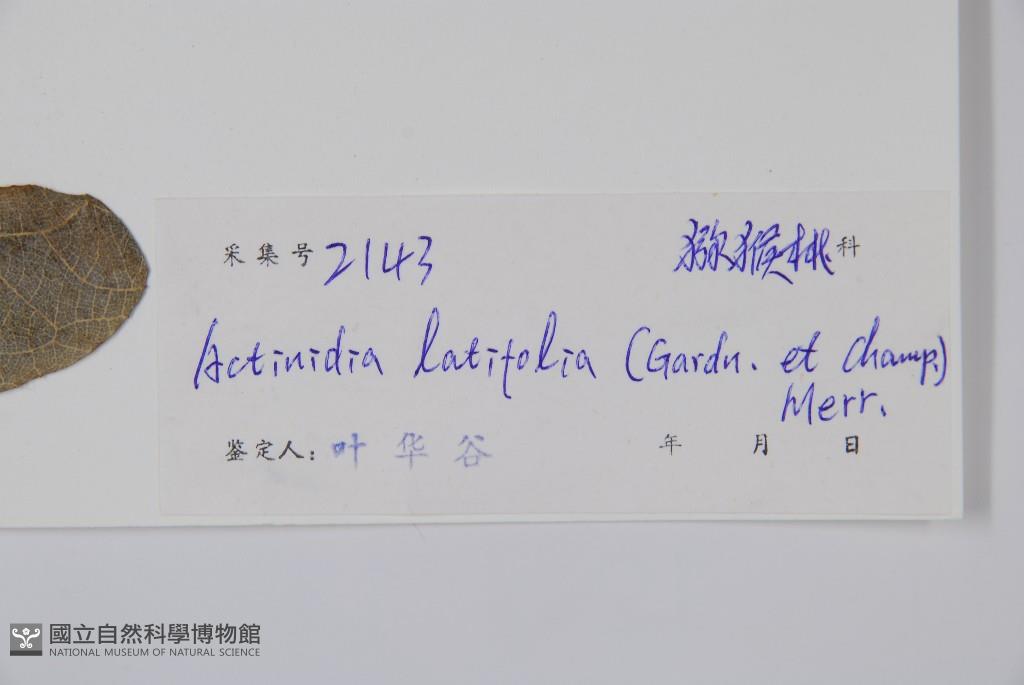 采集号 2143 猕猴桃科
Actinidia latifolia (Gardn. et Champ.)
Merr.
鉴定人: 叶华谷 年 月 日
國立自然科學博物館
NATIONAL MUSEUM OF NATURAL SCIENCE